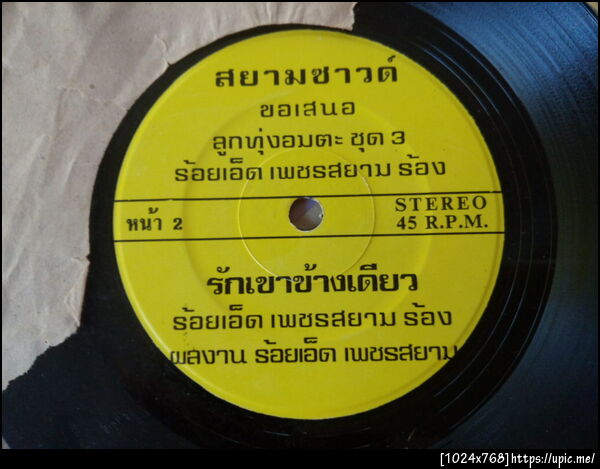 สยามซาวด์
ขอเสนอ
ลูกทุ่งอมตะ ชุด 3
ร้อยเอ็ด เพชรสยาม ร้อง
หน้า 2
STEREO
45 R.P.M.
รักเขาข้างเดียว
ร้อยเอ็ด เพชรสยาม ร้อง
ผลงาน ร้อยเอ็ด เพชรสยาม
[1024x768]https://upic.me/